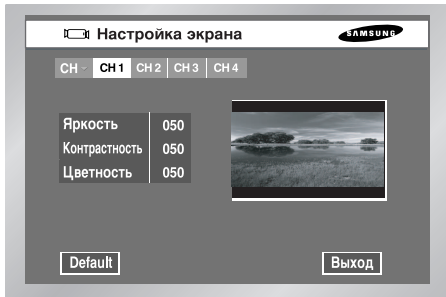 Настройка экрана SAMSUNG
CH CH 1 CH 2 CH 3 CH 4
Яркость 050
Контрастность 050
Цветность 050
Default Выход